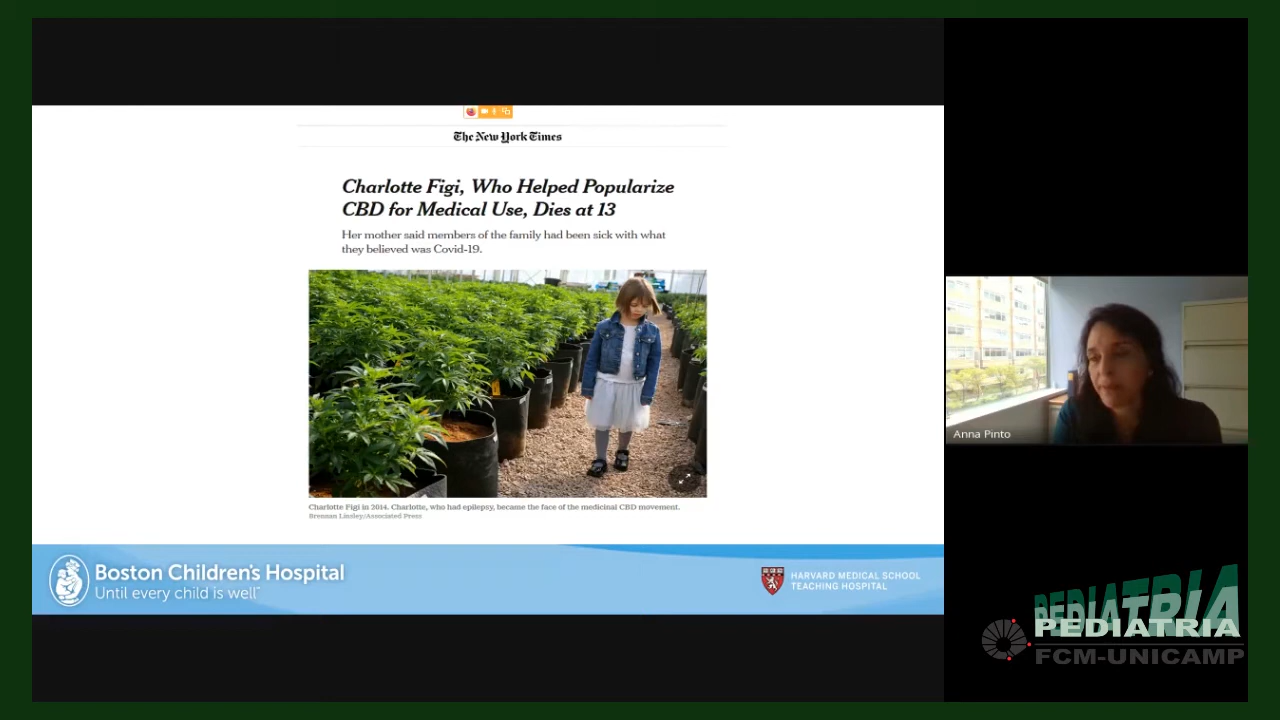 The New York Times
Charlotte Figi, Who Helped Popularize
CBD for Medical Use, Dies at 13
Her mother said members of the family had been sick with what
they believed was Covid-19.
Charlotte Figi in 2014. Charlotte, who had epilepsy, became the face of the medicinal CBD movement.
Brennan Linsley/Associated Press
Boston Children's Hospital
Until every child is well™
HARVARD MEDICAL SCHOOL
TEACHING HOSPITAL
Anna Pinto
PEDIATRIA
PEDIATRIA
FCM-UNICAMP